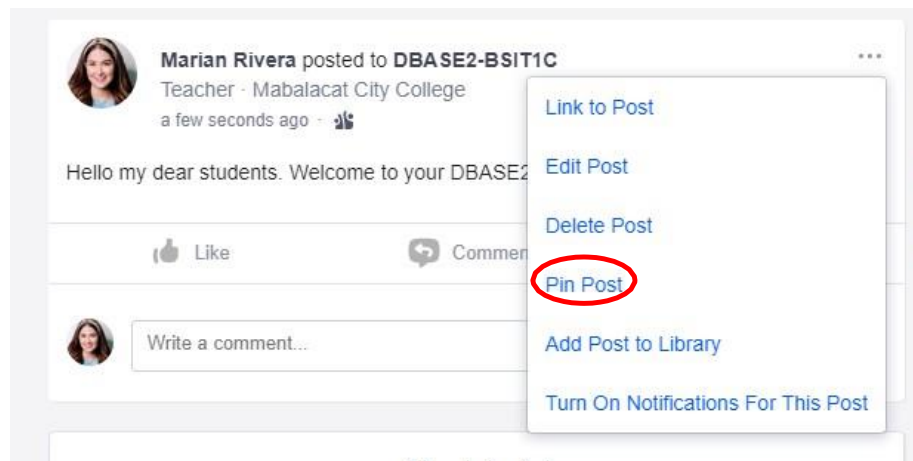 Marian Rivera posted to DBASE2-BSIT1C
Teacher · Mabalacat City College
a few seconds ago ·
Hello my dear students. Welcome to your DBASE2
Like
Commen
Write a comment...
Link to Post
Edit Post
Delete Post
Pin Post
Add Post to Library
Turn On Notifications For This Post